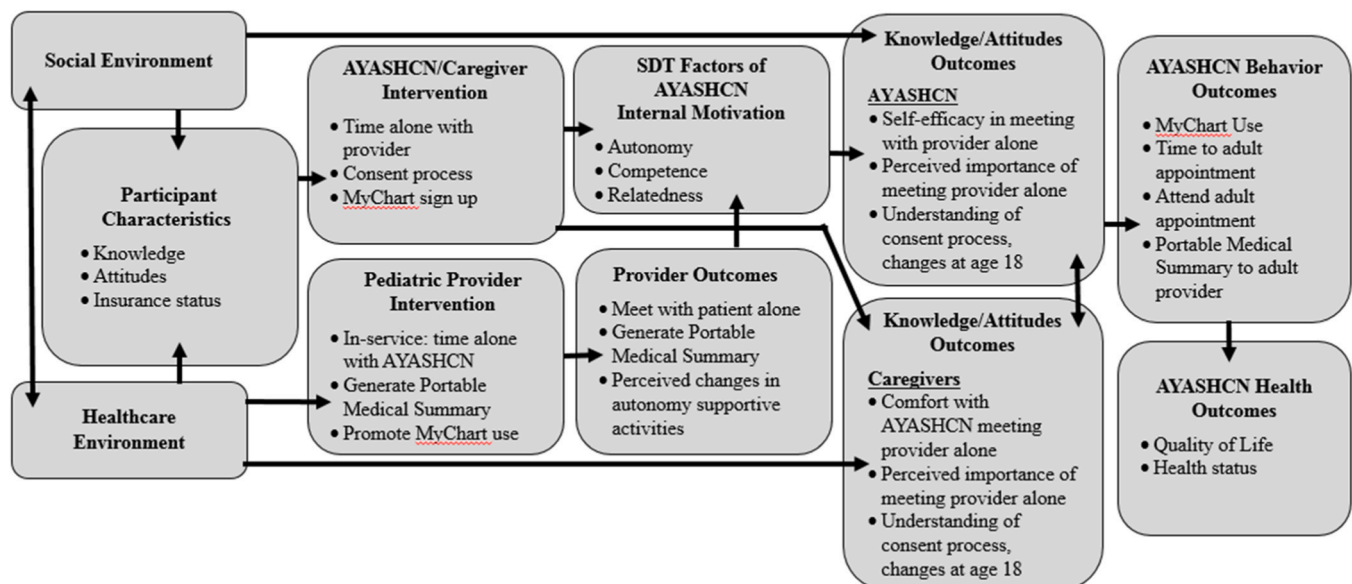 Social Environment
Participant
Characteristics
• Knowledge
• Attitudes
• Insurance status
Healthcare
Environment
AYASHCN/Caregiver
Intervention
• Time alone with
provider
• Consent process
• MyChart sign up
Pediatric Provider
Intervention
• In-service: time alone
with AYASHCN
• Generate Portable
Medical Summary
• Promote MyChart use
SDT Factors of
AYASHCN
Internal Motivation
• Autonomy
• Competence
• Relatedness
Provider Outcomes
• Meet with patient alone
• Generate Portable
Medical Summary
• Perceived changes in
autonomy supportive
activities
Knowledge/Attitudes
Outcomes
AYASHCN
• Self-efficacy in meeting
with provider alone
• Perceived importance of
meeting provider alone
• Understanding of
consent process,
changes at age 18
Knowledge/Attitudes
Outcomes
Caregivers
• Comfort with
AYASHCN meeting
provider alone
• Perceived importance of
meeting provider alone
• Understanding of
consent process,
changes at age 18
AYASHCN Behavior
Outcomes
• MyChart Use
• Time to adult
appointment
• Attend adult
appointment
• Portable Medical
Summary to adult
provider
AYASHCN Health
Outcomes
• Quality of Life
• Health status